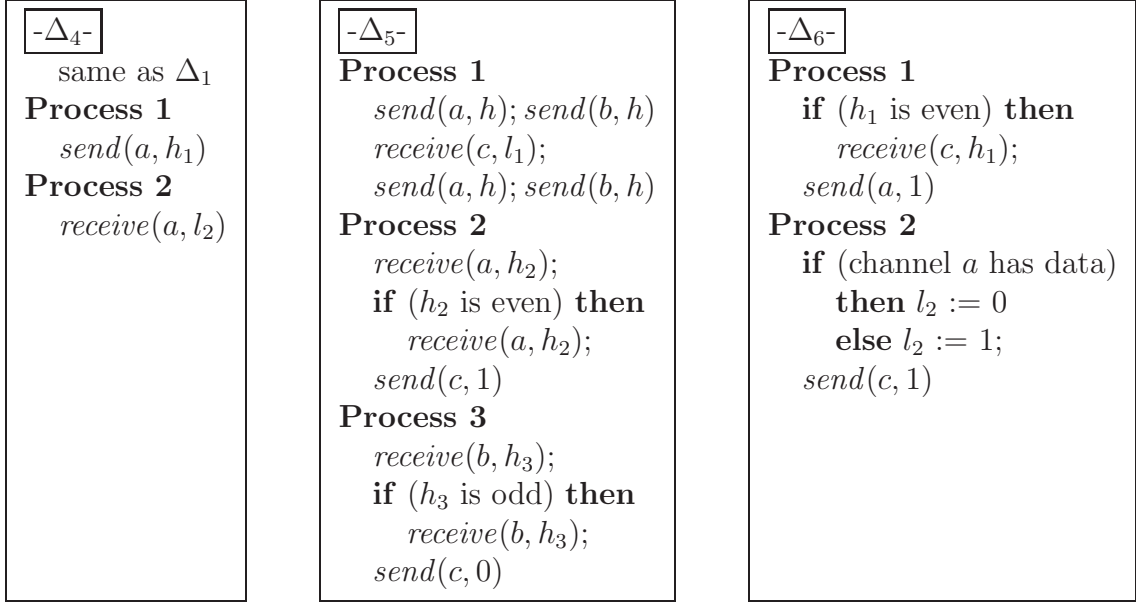 -Δ₄-
same as Δ₁
Process 1
send(a, h₁)
Process 2
receive(a, l₂)
-Δ₅-
Process 1
send(a, h); send(b, h)
receive(c, l₁);
send(a, h); send(b, h)
Process 2
receive(a, h₂);
if (h₂ is even) then
receive(a, h₂);
send(c, 1)
Process 3
receive(b, h₃);
if (h₃ is odd) then
receive(b, h₃);
send(c, 0)
-Δ₆-
Process 1
if (h₁ is even) then
receive(c, h₁);
send(a, 1)
Process 2
if (channel a has data)
then l₂ := 0
else l₂ := 1;
send(c, 1)